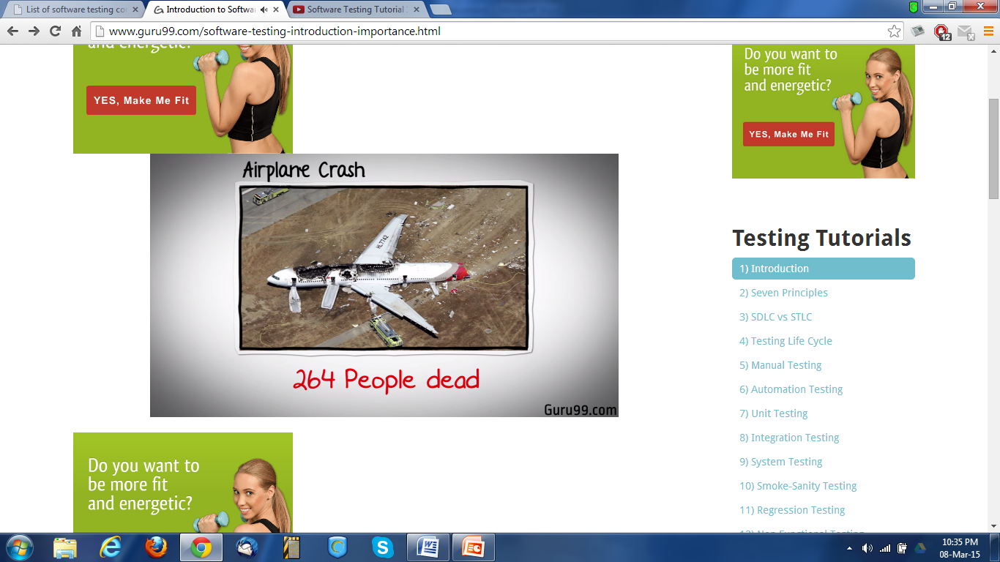 List of software testing co
Introduction to Softwa
Software Testing Tutorial
www.guru99.com/software-testing-introduction-importance.html
12
and energetic?
YES, Make Me Fit
Airplane Crash
HL7742
264 People dead
Guru99.com
Do you want to
be more fit
and energetic?
Do you want to
be more fit
and energetic?
YES, Make Me Fit
Testing Tutorials
1) Introduction
2) Seven Principles
3) SDLC vs STLC
4) Testing Life Cycle
5) Manual Testing
6) Automation Testing
7) Unit Testing
8) Integration Testing
9) System Testing
10) Smoke-Sanity Testing
11) Regression Testing
12) Non Functional Testing
10:35 PM
08-Mar-15